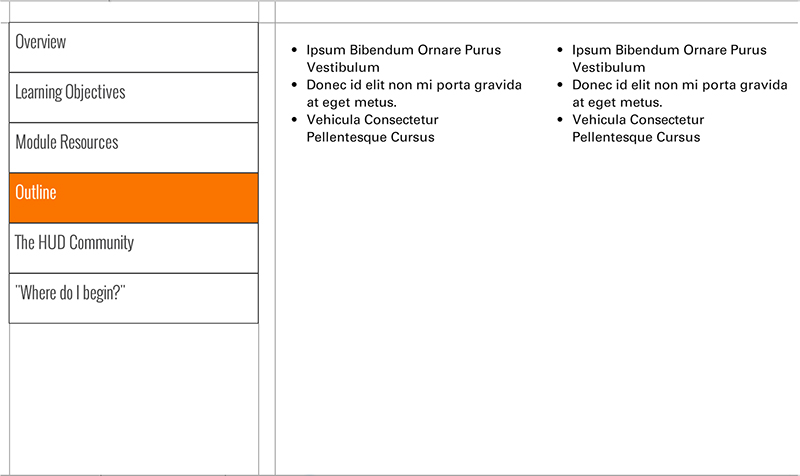 Overview
Learning Objectives
Module Resources
Outline
The HUD Community
"Where do I begin?"
• Ipsum Bibendum Ornare Purus
Vestibulum
• Donec id elit non mi porta gravida
at eget metus.
• Vehicula Consectetur
Pellentesque Cursus
• Ipsum Bibendum Ornare Purus
Vestibulum
• Donec id elit non mi porta gravida
at eget metus.
• Vehicula Consectetur
Pellentesque Cursus